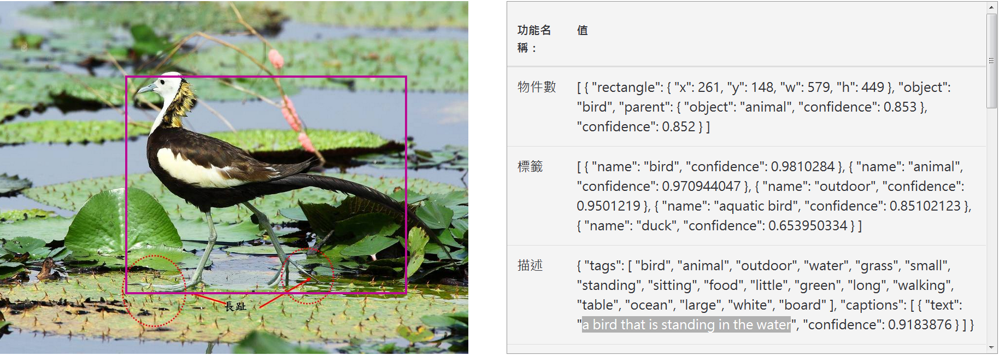 長趾
功能名
稱：
值
物件數
[ { "rectangle": { "x": 261, "y": 148, "w": 579, "h": 449 }, "object":
"bird", "parent": { "object": "animal", "confidence": 0.853 },
"confidence": 0.852 } ]
標籤
[ { "name": "bird", "confidence": 0.9810284 }, { "name": "animal",
"confidence": 0.970944047 }, { "name": "outdoor", "confidence":
0.9501219 }, { "name": "aquatic bird", "confidence": 0.85102123 },
{ "name": "duck", "confidence": 0.653950334 } ]
描述
{ "tags": [ "bird", "animal", "outdoor", "water", "grass", "small",
"standing", "sitting", "food", "little", "green", "long", "walking",
"table", "ocean", "large", "white", "board" ], "captions": [ { "text":
"a bird that is standing in the water", "confidence": 0.9183876 } ] }